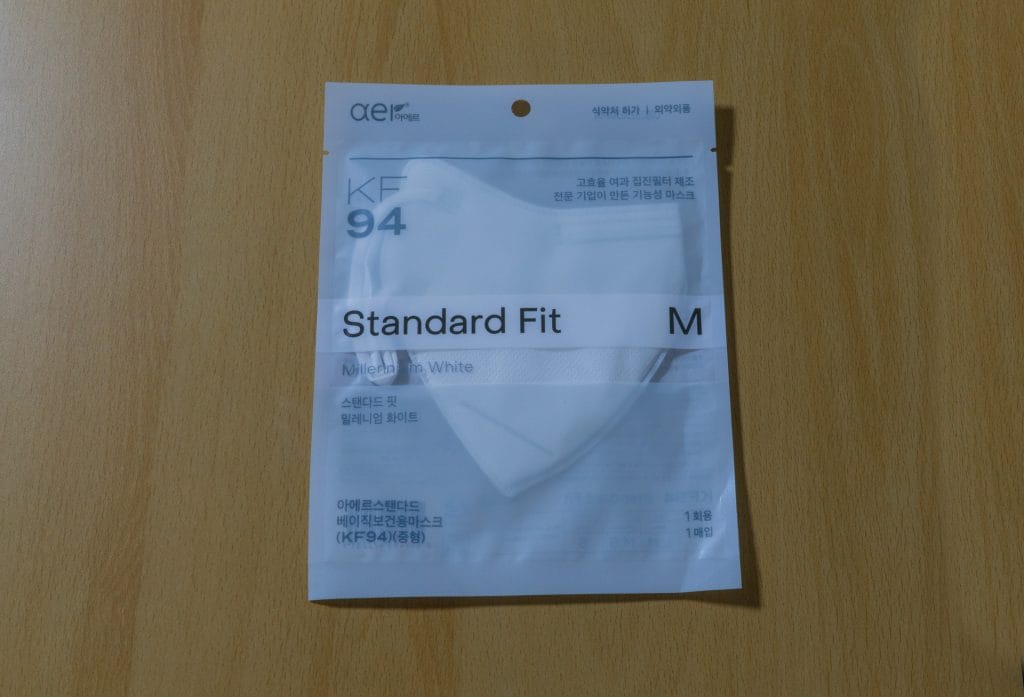 aer
아에르
식약처 허가 | 의약외품
KF
94
고효율 여과 집진필터 제조
전문 기업이 만든 기능성 마스크
Standard Fit M
Millennium White
스탠다드 핏
밀레니엄 화이트
아에르스탠다드
베이직보건용마스크
(KF94)(중형)
1회용
1매입